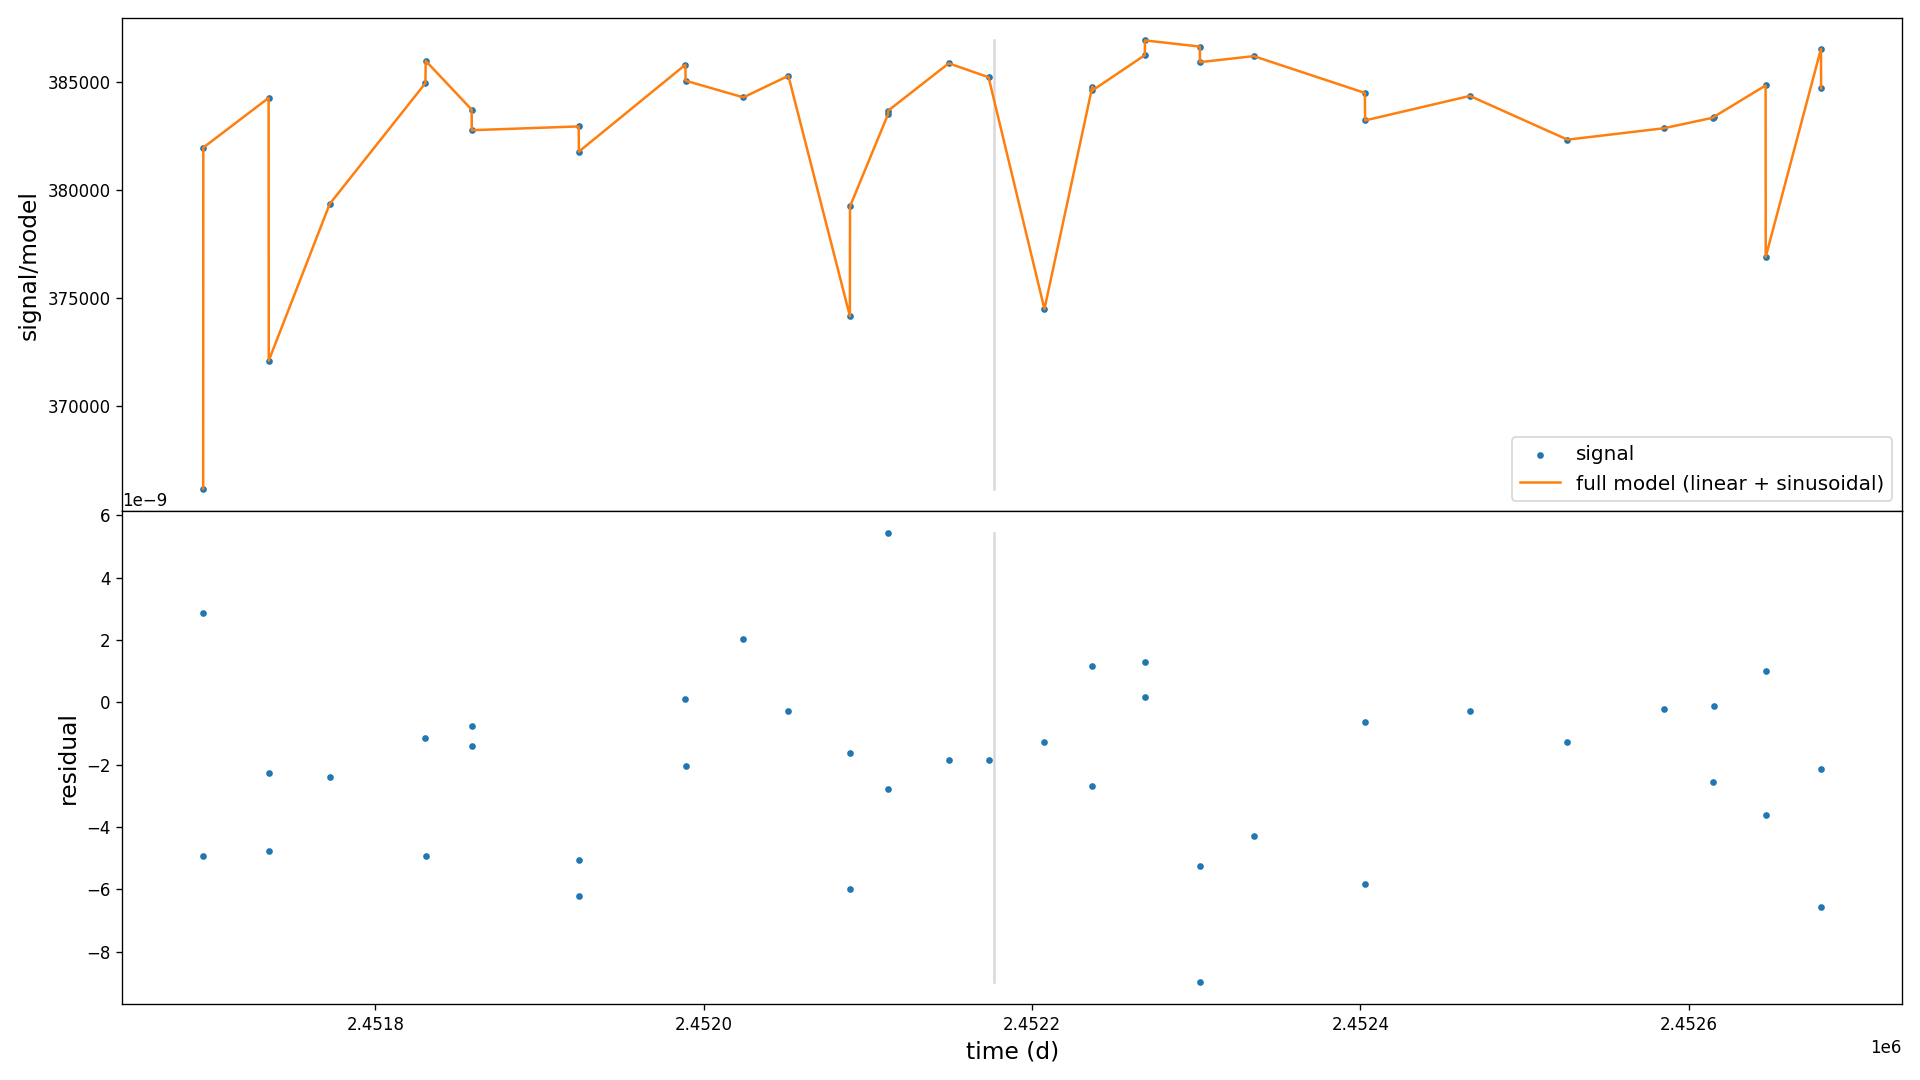 385000
380000
375000
370000
signal/model
signal
full model (linear + sinusoidal)
1e−9
6
4
2
0
−2
−4
−6
−8
residual
2.4518
2.4520
2.4522
2.4524
2.4526
time (d)
1e6